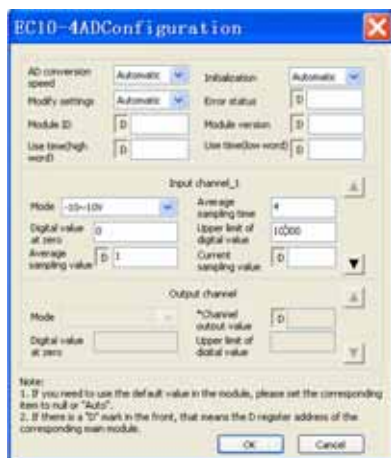 EC10-4ADConfiguration
AD conversion speed Automatic Initialization Automatic
Modify settings Automatic Error status D
Module ID D Module version D
Use time(high word) D Use time(low word) D
Input channel_1
Mode -10~10V Average sampling time 4
Digital value at zero 0 Upper limit of digital value 10000
Average sampling value D 1 Current sampling value D
Output channel
Mode *Channel output value D
Digital value at zero Upper limit of digital value
Note:
1. If you need to use the default value in the module, please set the corresponding
item to null or "Auto".
2. If there is a "D" mark in the front, that means the D register address of the
corresponding main module.
OK Cancel